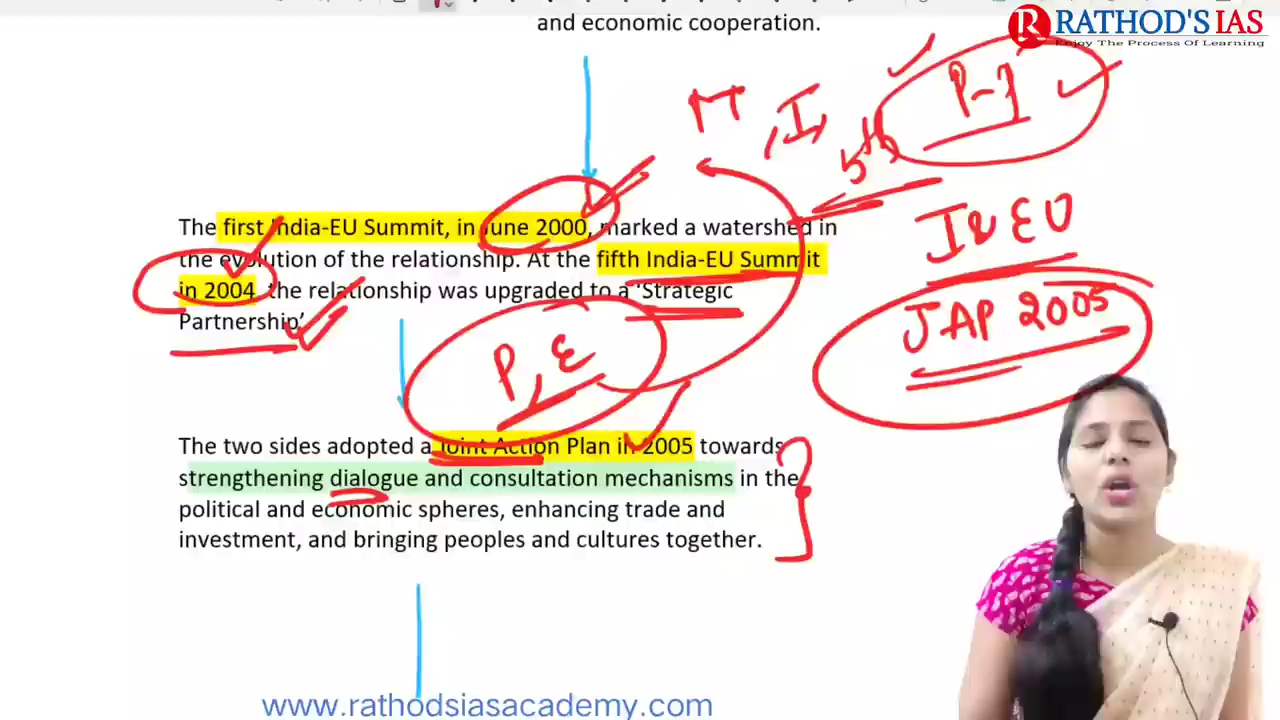 and economic cooperation.
RATHOD'S IAS
Enjoy The Process Of Learning
P-1
M, I,
5th
I & EU
The first India-EU Summit, in June 2000, marked a watershed in
the evolution of the relationship. At the fifth India-EU Summit
in 2004, the relationship was upgraded to a 'Strategic
Partnership'.
JAP 2005
P, E
The two sides adopted a Joint Action Plan in 2005 towards
strengthening dialogue and consultation mechanisms in the
political and economic spheres, enhancing trade and
investment, and bringing peoples and cultures together.
www.rathodsiasacademy.com